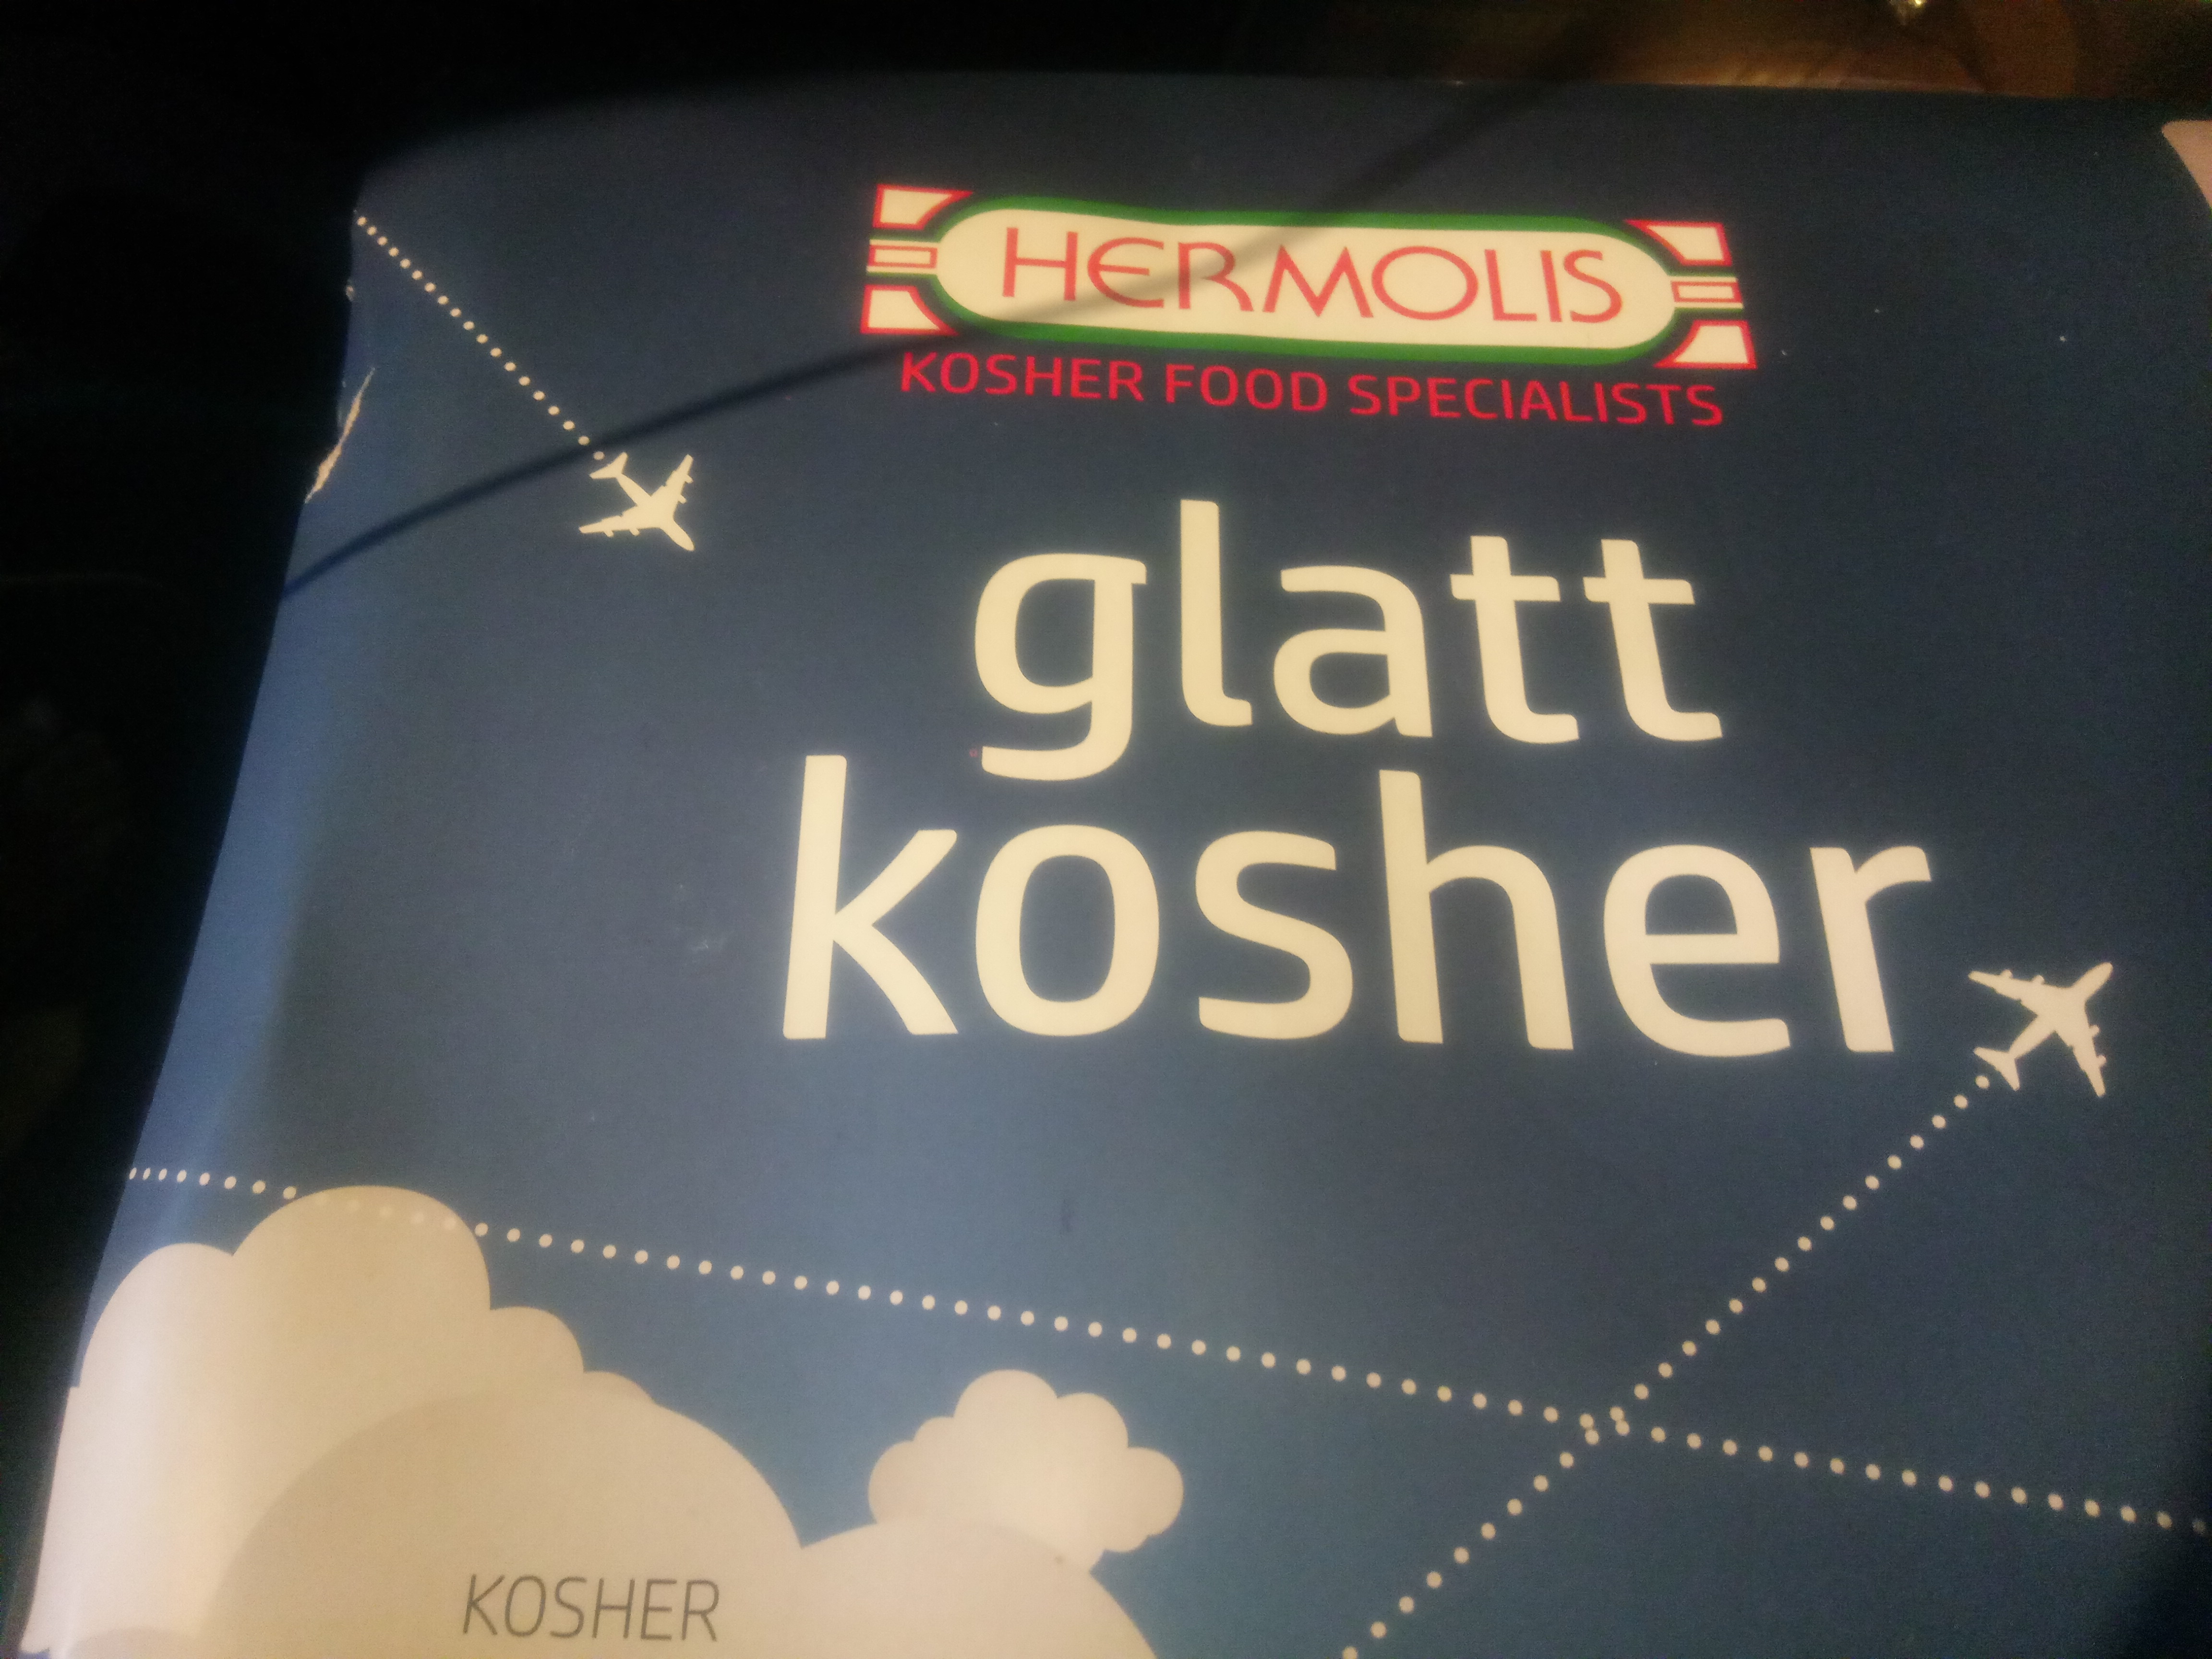 HERMOLIS
KOSHER FOOD SPECIALISTS
glatt
kosher
KOSHER